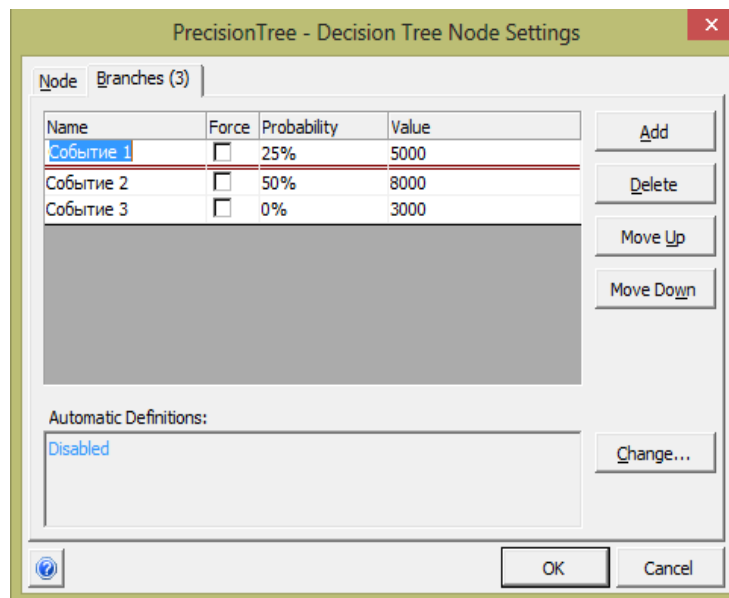 PrecisionTree - Decision Tree Node Settings
Node Branches (3)
Name Force Probability Value
Событие 1 25% 5000
Событие 2 50% 8000
Событие 3 0% 3000
Add
Delete
Move Up
Move Down
Automatic Definitions:
Disabled
Change...
OK Cancel